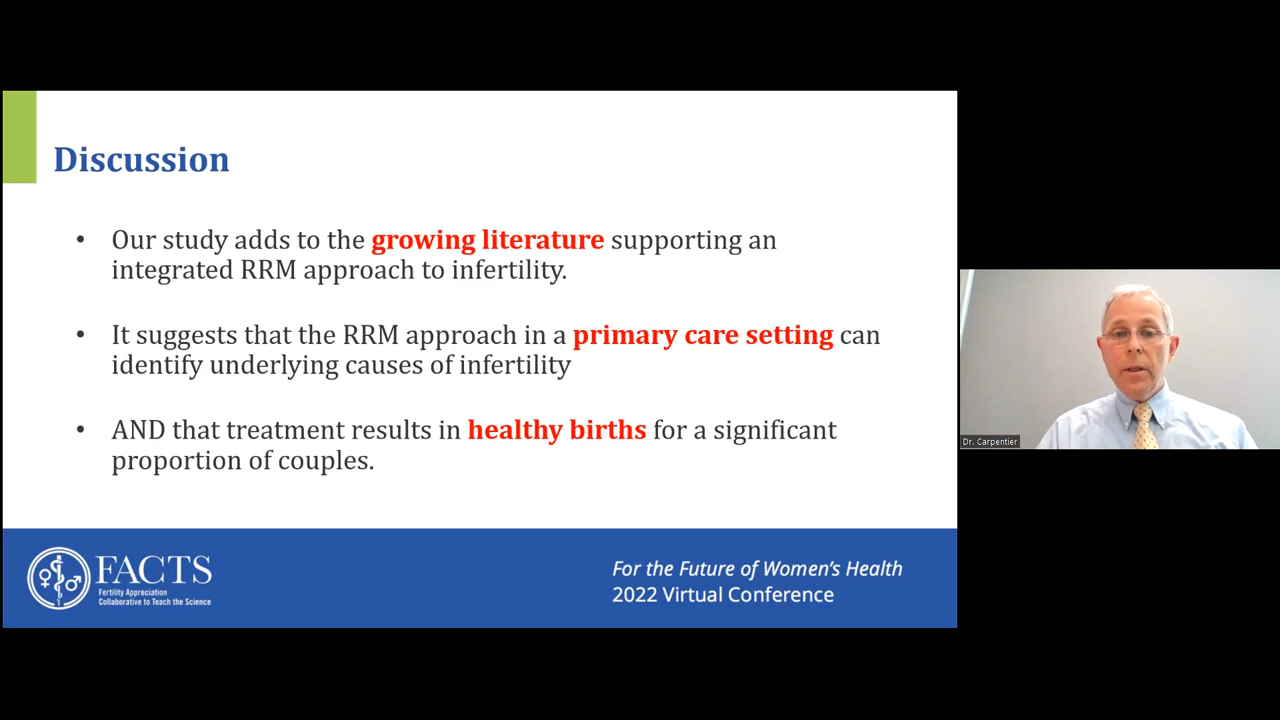 Discussion
• Our study adds to the growing literature supporting an
integrated RRM approach to infertility.
• It suggests that the RRM approach in a primary care setting can
identify underlying causes of infertility
• AND that treatment results in healthy births for a significant
proportion of couples.
FACTS
Fertility Appreciation
Collaborative to Teach the Science
For the Future of Women's Health
2022 Virtual Conference
Dr. Carpentier